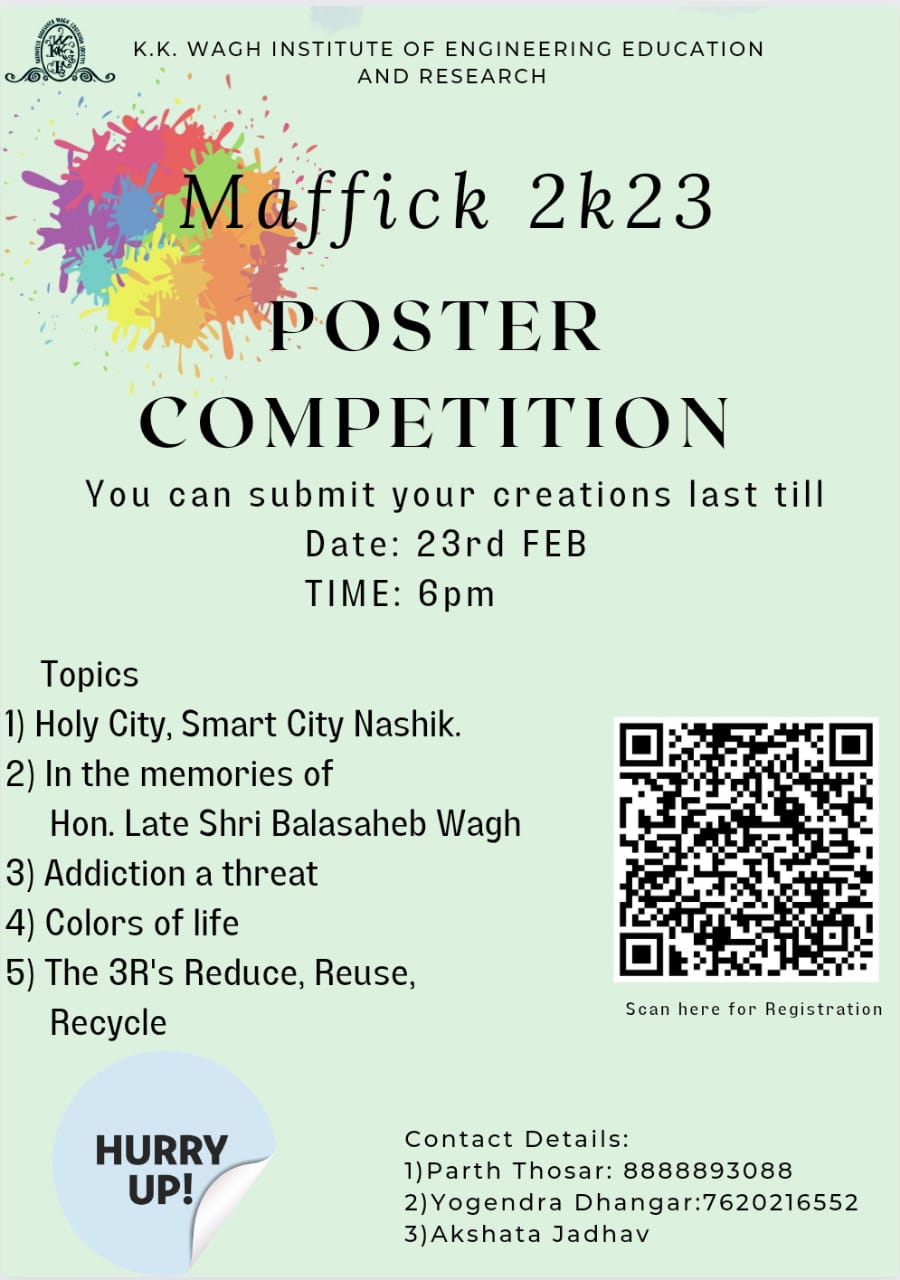 K.K. WAGH INSTITUTE OF ENGINEERING EDUCATION
AND RESEARCH
Maffick 2k23
POSTER
COMPETITION
You can submit your creations last till
Date: 23rd FEB
TIME: 6pm
Topics
1) Holy City, Smart City Nashik.
2) In the memories of
Hon. Late Shri Balasaheb Wagh
3) Addiction a threat
4) Colors of life
5) The 3R's Reduce, Reuse,
Recycle
Scan here for Registration
HURRY
UP!
Contact Details:
1)Parth Thosar: 8888893088
2)Yogendra Dhangar:7620216552
3)Akshata Jadhav